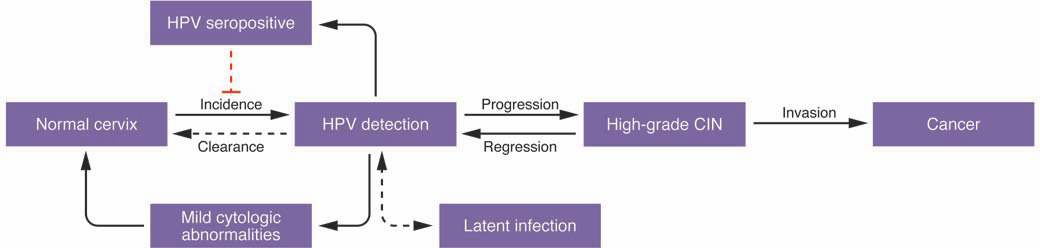 HPV seropositive
Normal cervix
Incidence
Clearance
HPV detection
Progression
Regression
High-grade CIN
Invasion
Cancer
Mild cytologic
abnormalities
Latent infection